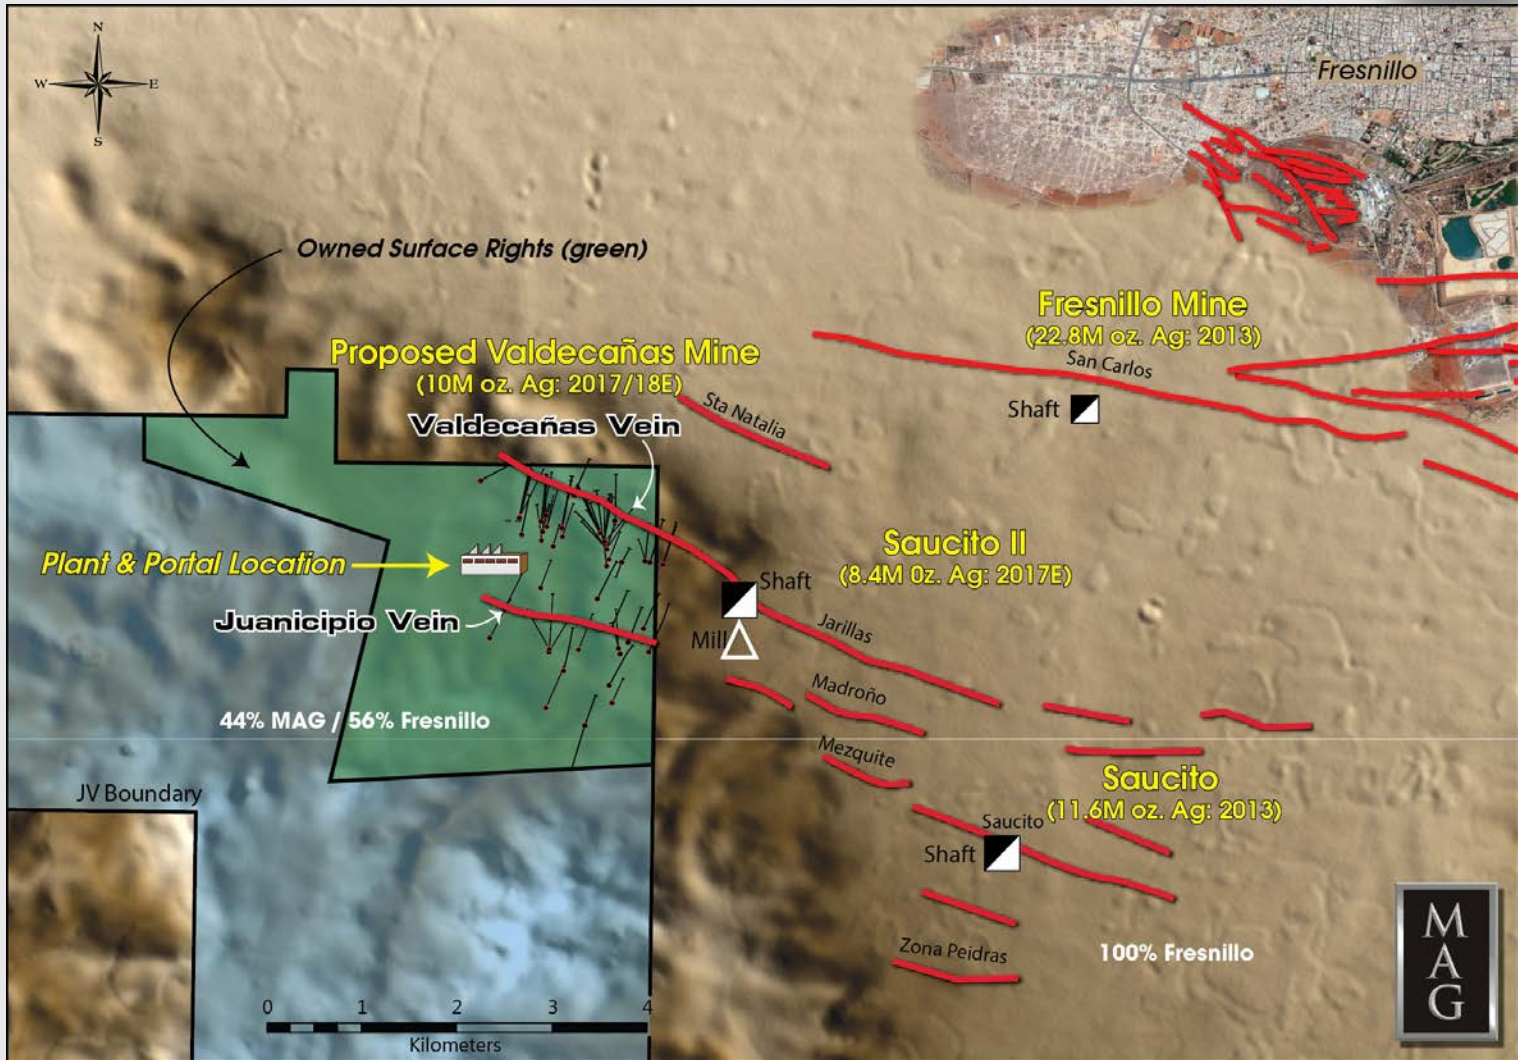 N
W
E
S
Fresnillo
Owned Surface Rights (green)
Fresnillo Mine
(22.8M oz. Ag: 2013)
San Carlos
Shaft
Proposed Valdecañas Mine
(10M oz. Ag: 2017/18E)
Valdecañas Vein
Sta Natalia
Saucito II
(8.4M 0z. Ag: 2017E)
Plant & Portal Location
Shaft
Juanicipio Vein
Mill
Jarillas
Madroño
44% MAG / 56% Fresnillo
Mezquite
Saucito
(11.6M oz. Ag: 2013)
JV Boundary
Saucito
Shaft
Zona Peidras
100% Fresnillo
0 1 2 3 4
Kilometers
M
A
G